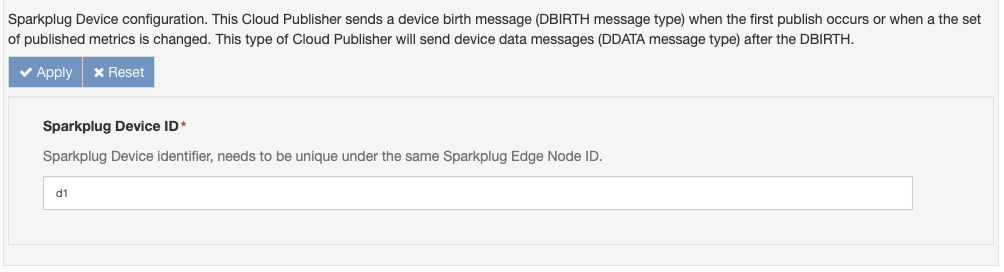 Sparkplug Device configuration. This Cloud Publisher sends a device birth message (DBIRTH message type) when the first publish occurs or when a the set
of published metrics is changed. This type of Cloud Publisher will send device data messages (DDATA message type) after the DBIRTH.
Apply Reset
Sparkplug Device ID*
Sparkplug Device identifier, needs to be unique under the same Sparkplug Edge Node ID.
d1